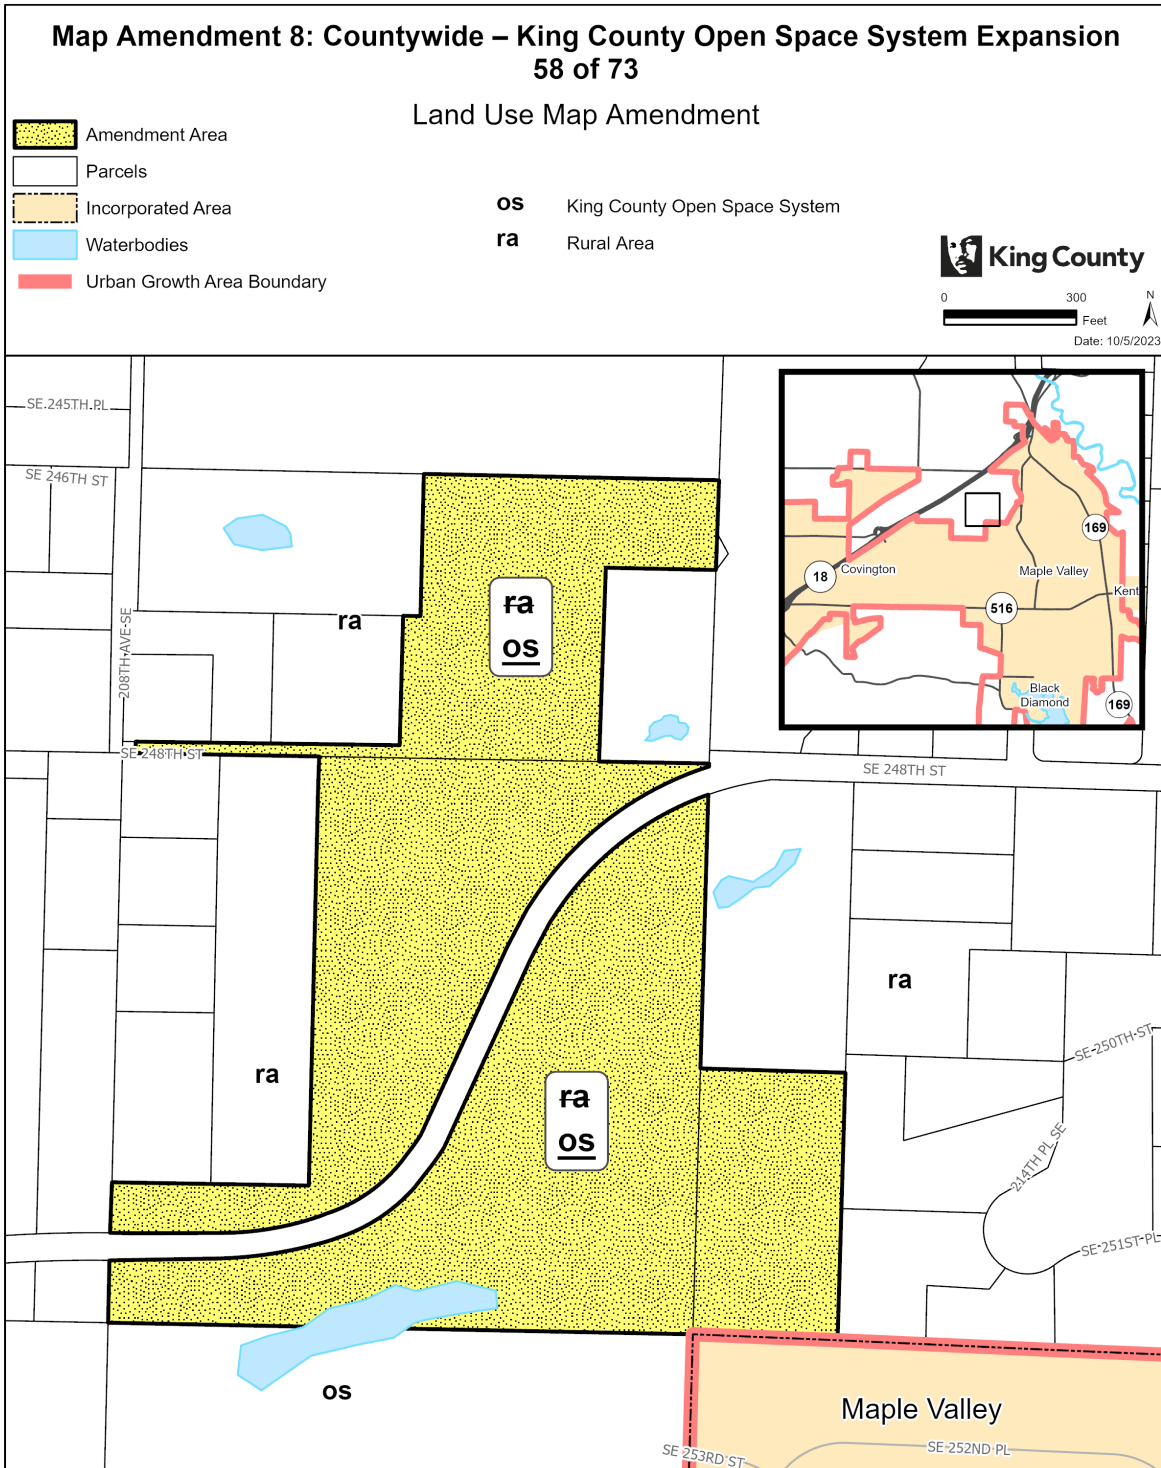 Map Amendment 8: Countywide – King County Open Space System Expansion
58 of 73
Land Use Map Amendment
Amendment Area
Parcels
Incorporated Area
Waterbodies
Urban Growth Area Boundary
os King County Open Space System
ra Rural Area
King County
0 300
Feet
N
Date: 10/5/2023
SE 245TH PL
SE 246TH ST
208TH AVE SE
ra
ra
os
SE 248TH ST
SE 248TH ST
169
18
Covington
Maple Valley
Kent
516
Black
Diamond
169
ra
ra
ra
os
SE 250TH ST
214TH PL SE
SE 251ST PL
os
Maple Valley
SE 253RD ST
SE 252ND PL